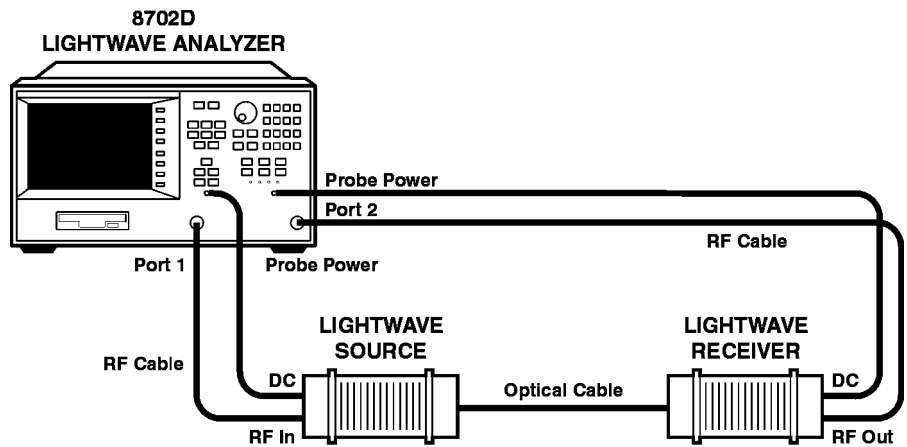 8702D
LIGHTWAVE ANALYZER
Probe Power
Port 2
RF Cable
Port 1
Probe Power
LIGHTWAVE
SOURCE
LIGHTWAVE
RECEIVER
RF Cable
DC
Optical Cable
DC
RF In
RF Out